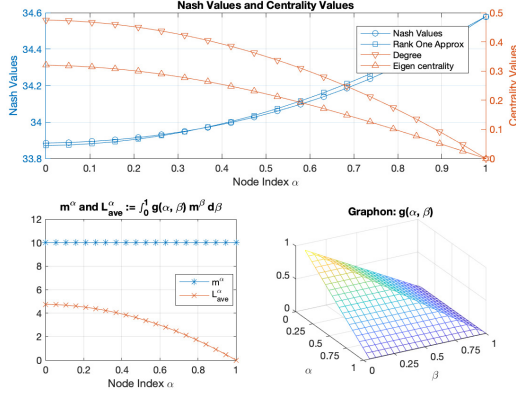 Nash Values and Centrality Values
34.6
34.4
34.2
34
33.8
Nash Values
0.5
0.4
0.3
0.2
0.1
0
Centrality Values
Nash Values
Rank One Approx
Degree
Eigen centrality
0 0.1 0.2 0.3 0.4 0.5 0.6 0.7 0.8 0.9 1
Node Index α
m^α and L^α_ave := ∫_0^1 g(α, β) m^β dβ
12
10
8
6
4
2
0
m^α
L^α_ave
0 0.2 0.4 0.6 0.8 1
Node Index α
Graphon: g(α, β)
1
0.5
0
0
0.25
0.5
0.75
1
α
0
0.25
0.5
0.75
1
β